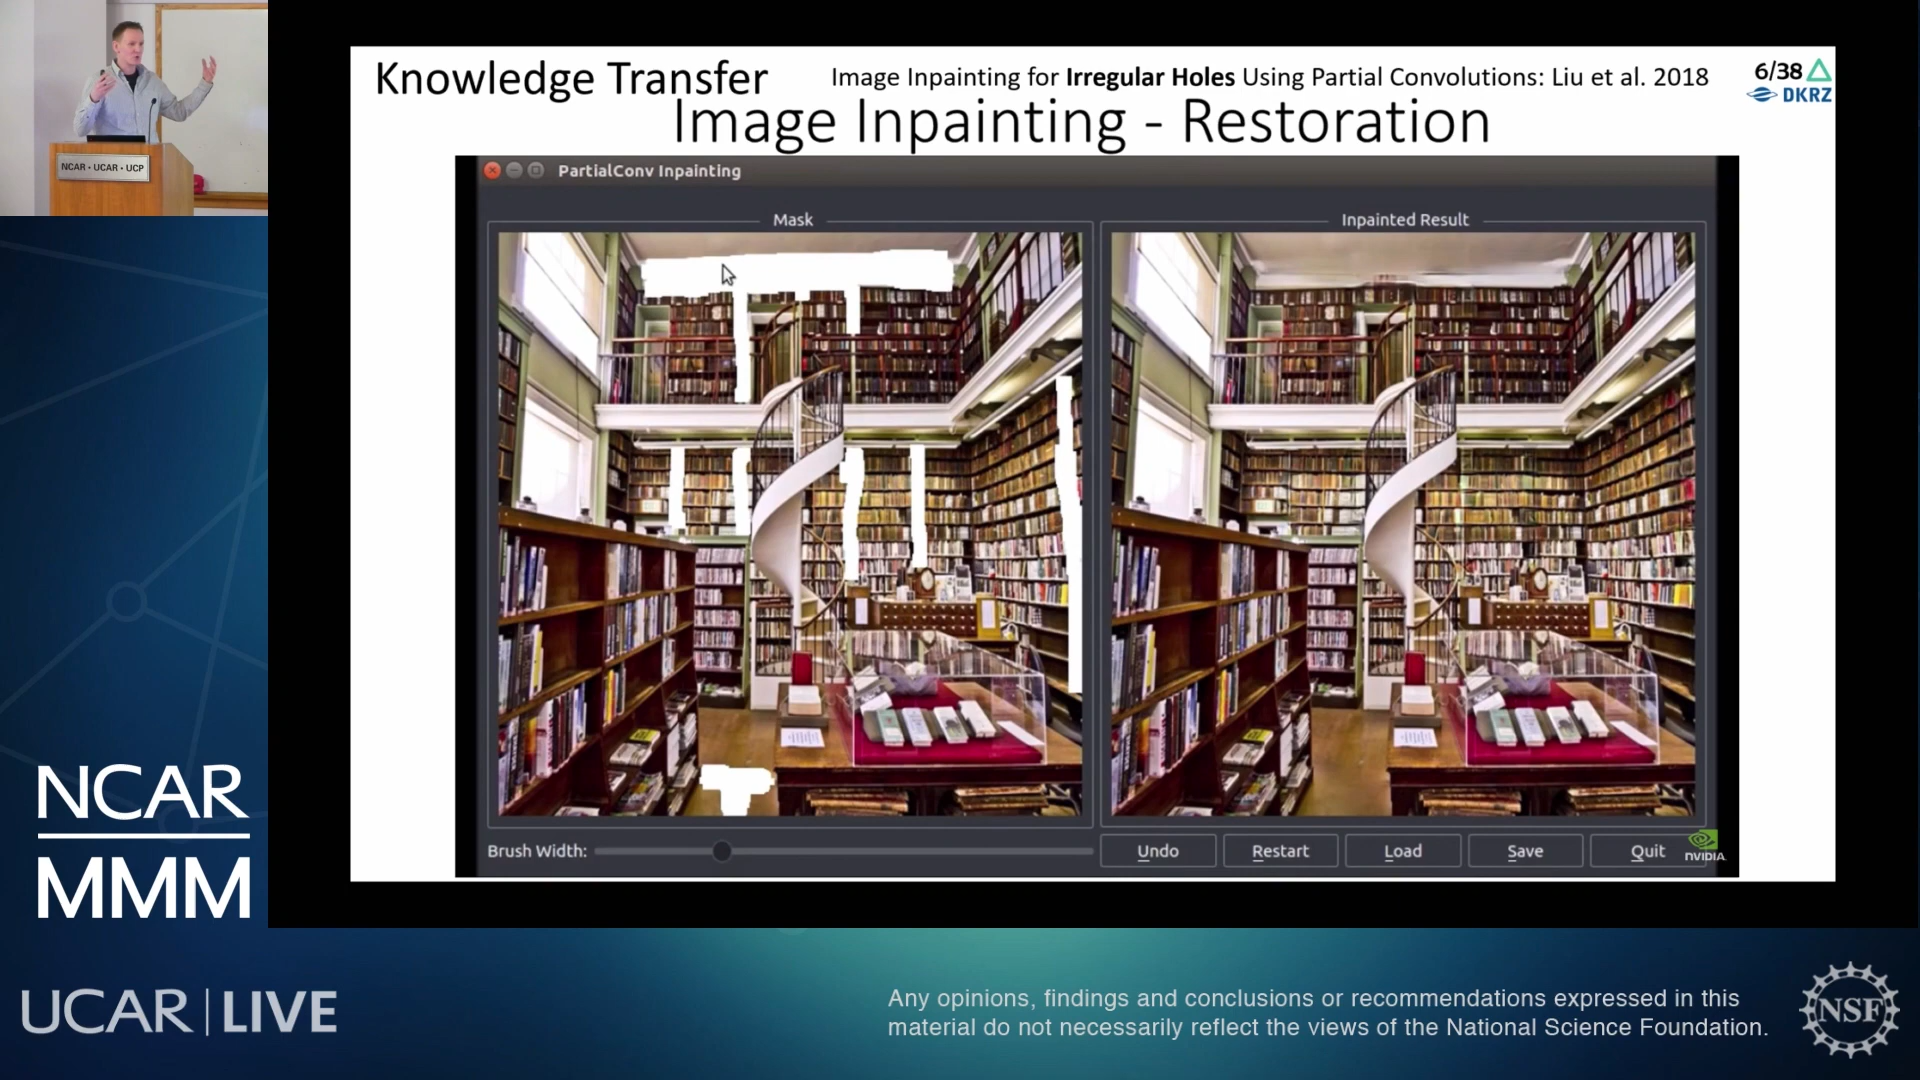 NCAR • UCAR • UCP
Knowledge Transfer
Image Inpainting for Irregular Holes Using Partial Convolutions: Liu et al. 2018
6/38
DKRZ
Image Inpainting - Restoration
PartialConv Inpainting
Mask
Inpainted Result
Brush Width:
Undo
Restart
Load
Save
Quit
NVIDIA
NCAR
MMM
UCAR | LIVE
Any opinions, findings and conclusions or recommendations expressed in this
material do not necessarily reflect the views of the National Science Foundation.
NSF